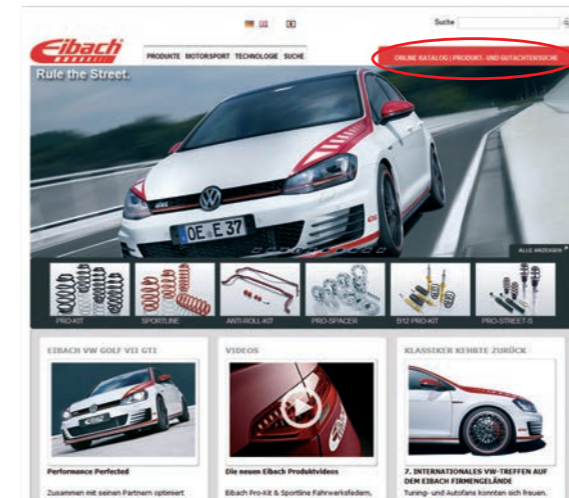 Suche
Eibach
PRODUKTE MOTORSPORT TECHNOLOGIE SUCHE
ONLINE KATALOG | PRODUKT- UND GUTACHTENSUCHE
Rule the Street.
OE E 37
ALLE ANZEIGEN
PRO-KIT SPORTLINE ANTI-ROLL-KIT PRO-SPACER B12 PRO-KIT PRO-STREET-S
EIBACH VW GOLF VII GTI
Performance Perfected
Zusammen mit seinen Partnern optimiert
VIDEOS
Eibach
Die neuen Eibach Produktvideos
Eibach Pro-Kit & Sportline Fahrwerksfedern,
KLASSIKER KEHRTE ZURÜCK
7. INTERNATIONALES VW-TREFFEN AUF
DEM EIBACH FIRMENGELÄNDE
Tuning- und Autofans konnten sich freuen.